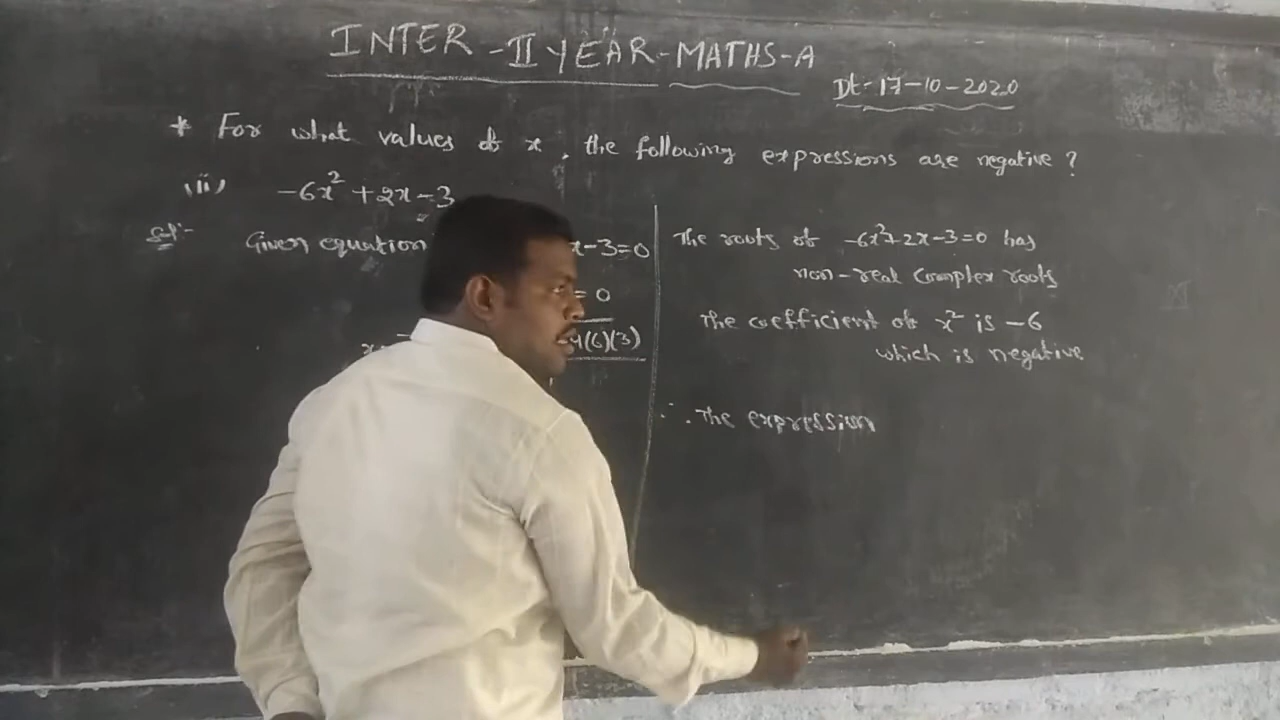 INTER - II YEAR - MATHS - A
Dt:- 17-10-2020
* For what values of x, the following expressions are negative ?
(ii) -6x²+2x-3
Sol:- Given equation x-3=0
= 0
x= 4(6)(3)
The roots of -6x²+2x-3=0 has
non-real complex roots
The coefficient of x² is -6
which is negative
∴ The expression